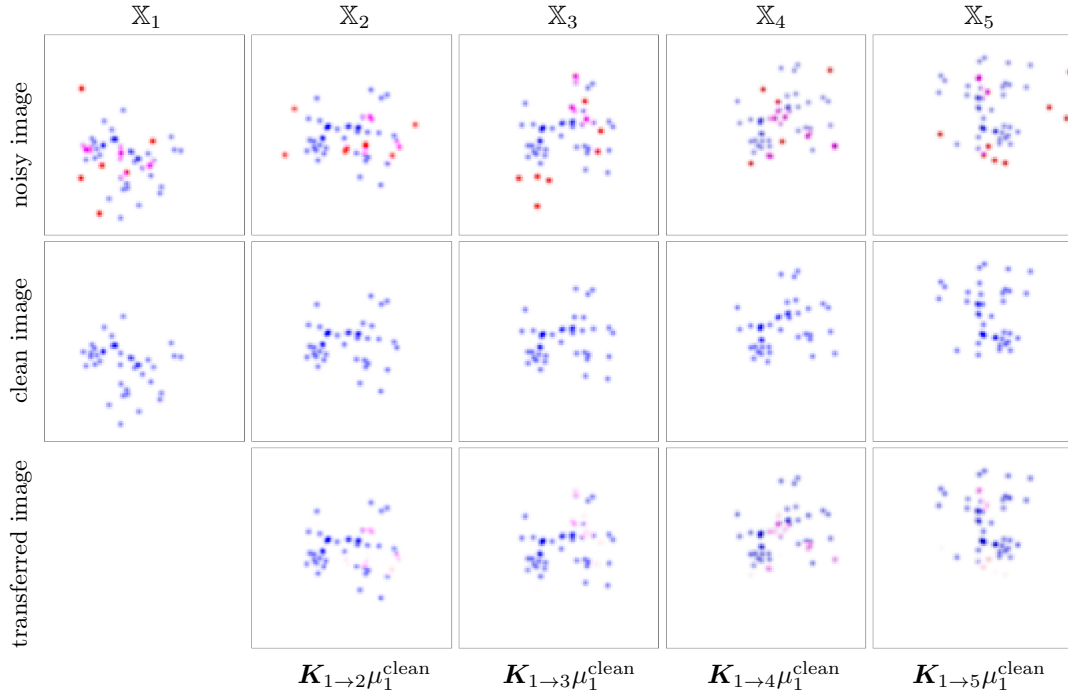 𝕏₁ 𝕏₂ 𝕏₃ 𝕏₄ 𝕏₅
noisy image
clean image
transferred image
𝑲₁→₂μ₁ᶜˡᵉᵃⁿ 𝑲₁→₃μ₁ᶜˡᵉᵃⁿ 𝑲₁→₄μ₁ᶜˡᵉᵃⁿ 𝑲₁→₅μ₁ᶜˡᵉᵃⁿ